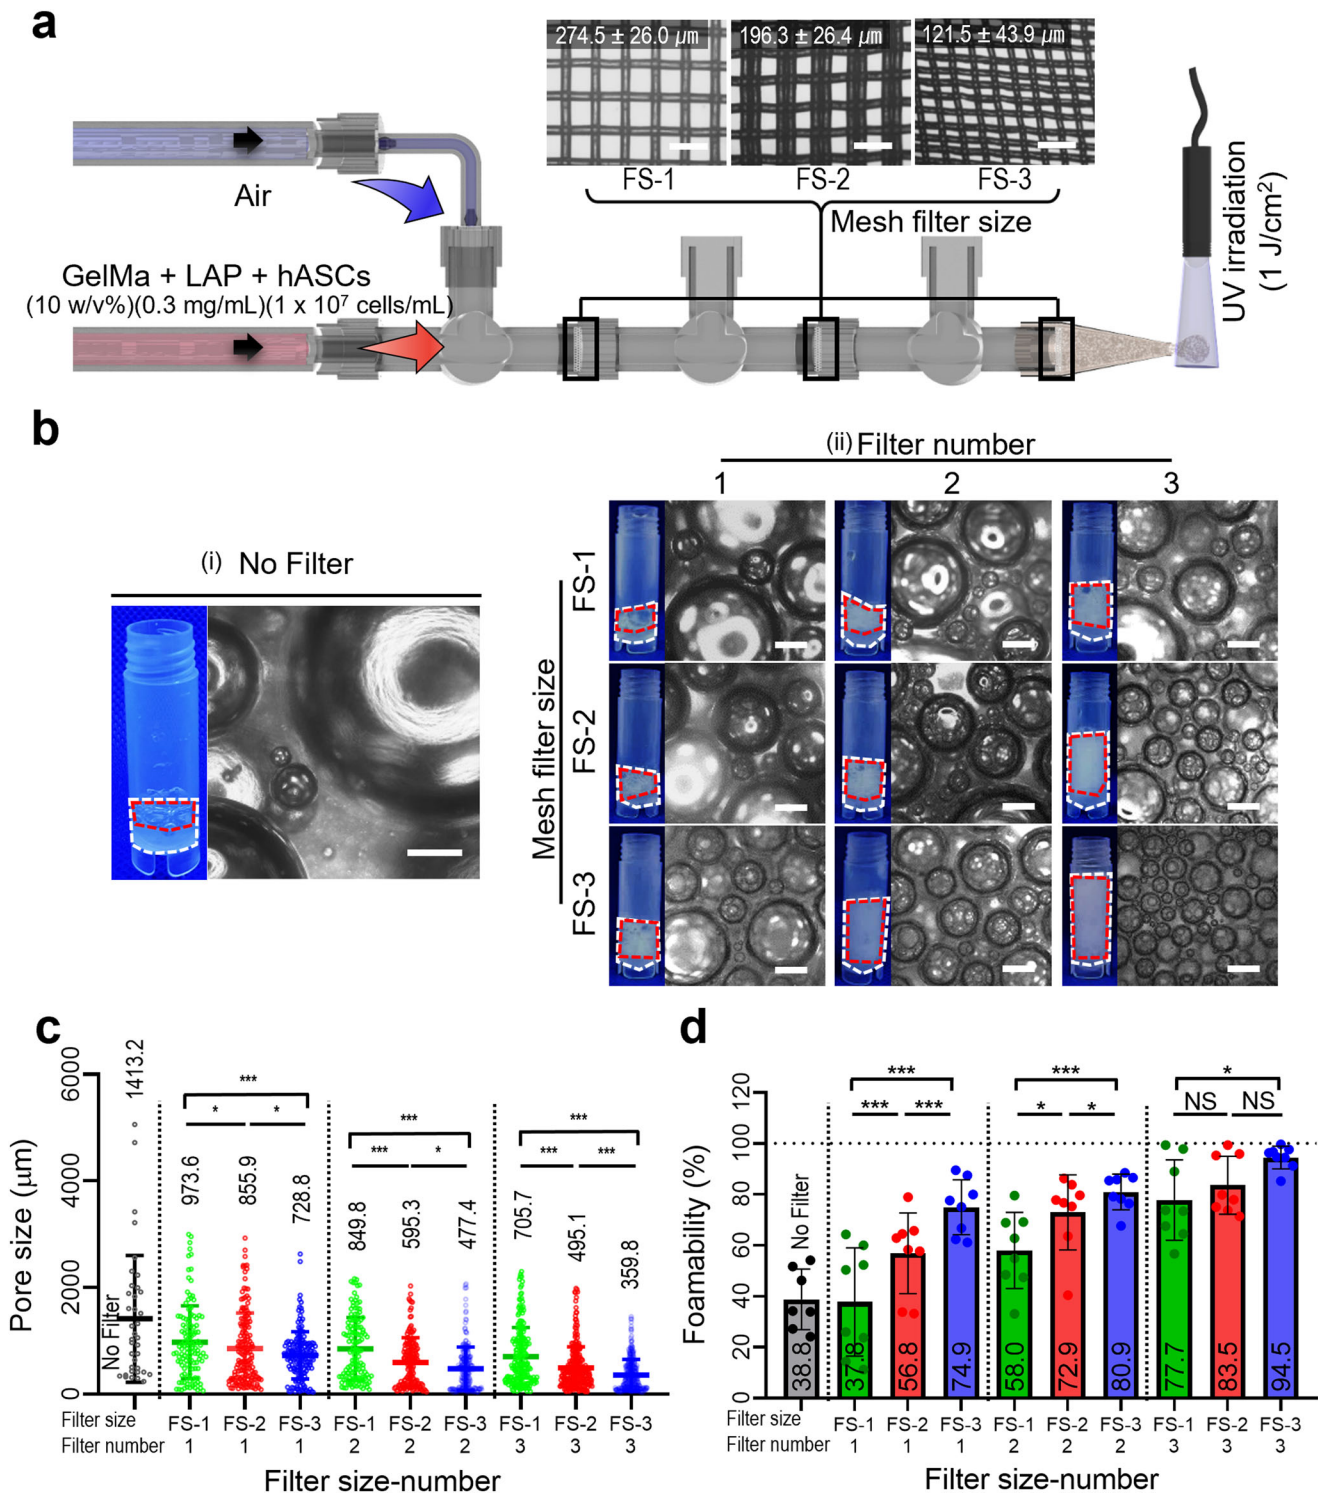 a
274.5 ± 26.0 µm
196.3 ± 26.4 µm
121.5 ± 43.9 µm
FS-1
FS-2
FS-3
Mesh filter size
Air
GelMa + LAP + hASCs
(10 w/v%)(0.3 mg/mL)(1 x 10⁷ cells/mL)
UV irradiation
(1 J/cm²)
b
(i) No Filter
(ii) Filter number
1
2
3
Mesh filter size
FS-1
FS-2
FS-3
c
Pore size (µm)
6000
4000
2000
0
1413.2
No Filter
973.6
855.9
728.8
849.8
595.3
477.4
705.7
495.1
359.8
***
*
*
***
***
*
***
***
***
Filter size
FS-1 FS-2 FS-3 FS-1 FS-2 FS-3 FS-1 FS-2 FS-3
Filter number
1 1 1 2 2 2 3 3 3
Filter size-number
d
Foamability (%)
120
100
80
60
40
20
0
No Filter
38.8
37.8
56.8
74.9
58.0
72.9
80.9
77.7
83.5
94.5
***
***
***
***
*
*
*
NS
NS
Filter size
FS-1 FS-2 FS-3 FS-1 FS-2 FS-3 FS-1 FS-2 FS-3
Filter number
1 1 1 2 2 2 3 3 3
Filter size-number